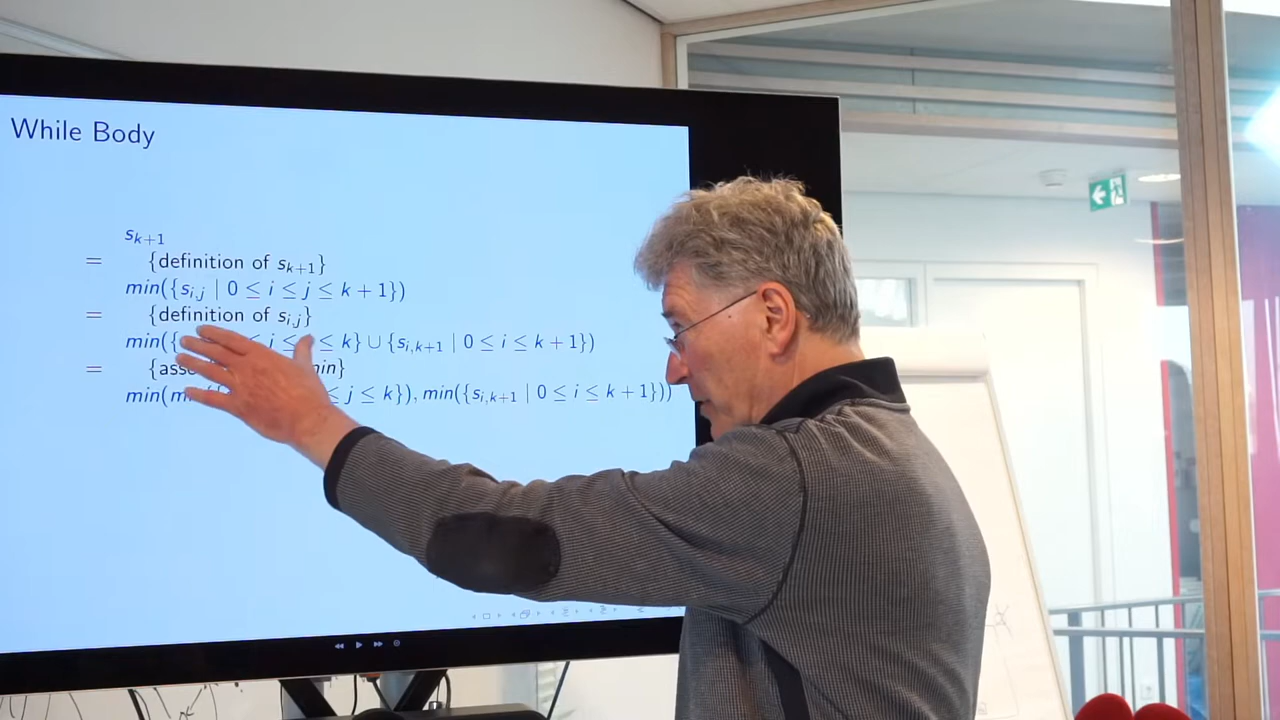 While Body
s_{k+1}
= {definition of s_{k+1}}
min({s_{i,j} | 0 ≤ i ≤ j ≤ k + 1})
= {definition of s_{i,j}}
min({ i ≤ ≤ k} ∪ {s_{i,k+1} | 0 ≤ i ≤ k + 1})
= { min}
min( ≤ j ≤ k}), min({s_{i,k+1} | 0 ≤ i ≤ k + 1}))